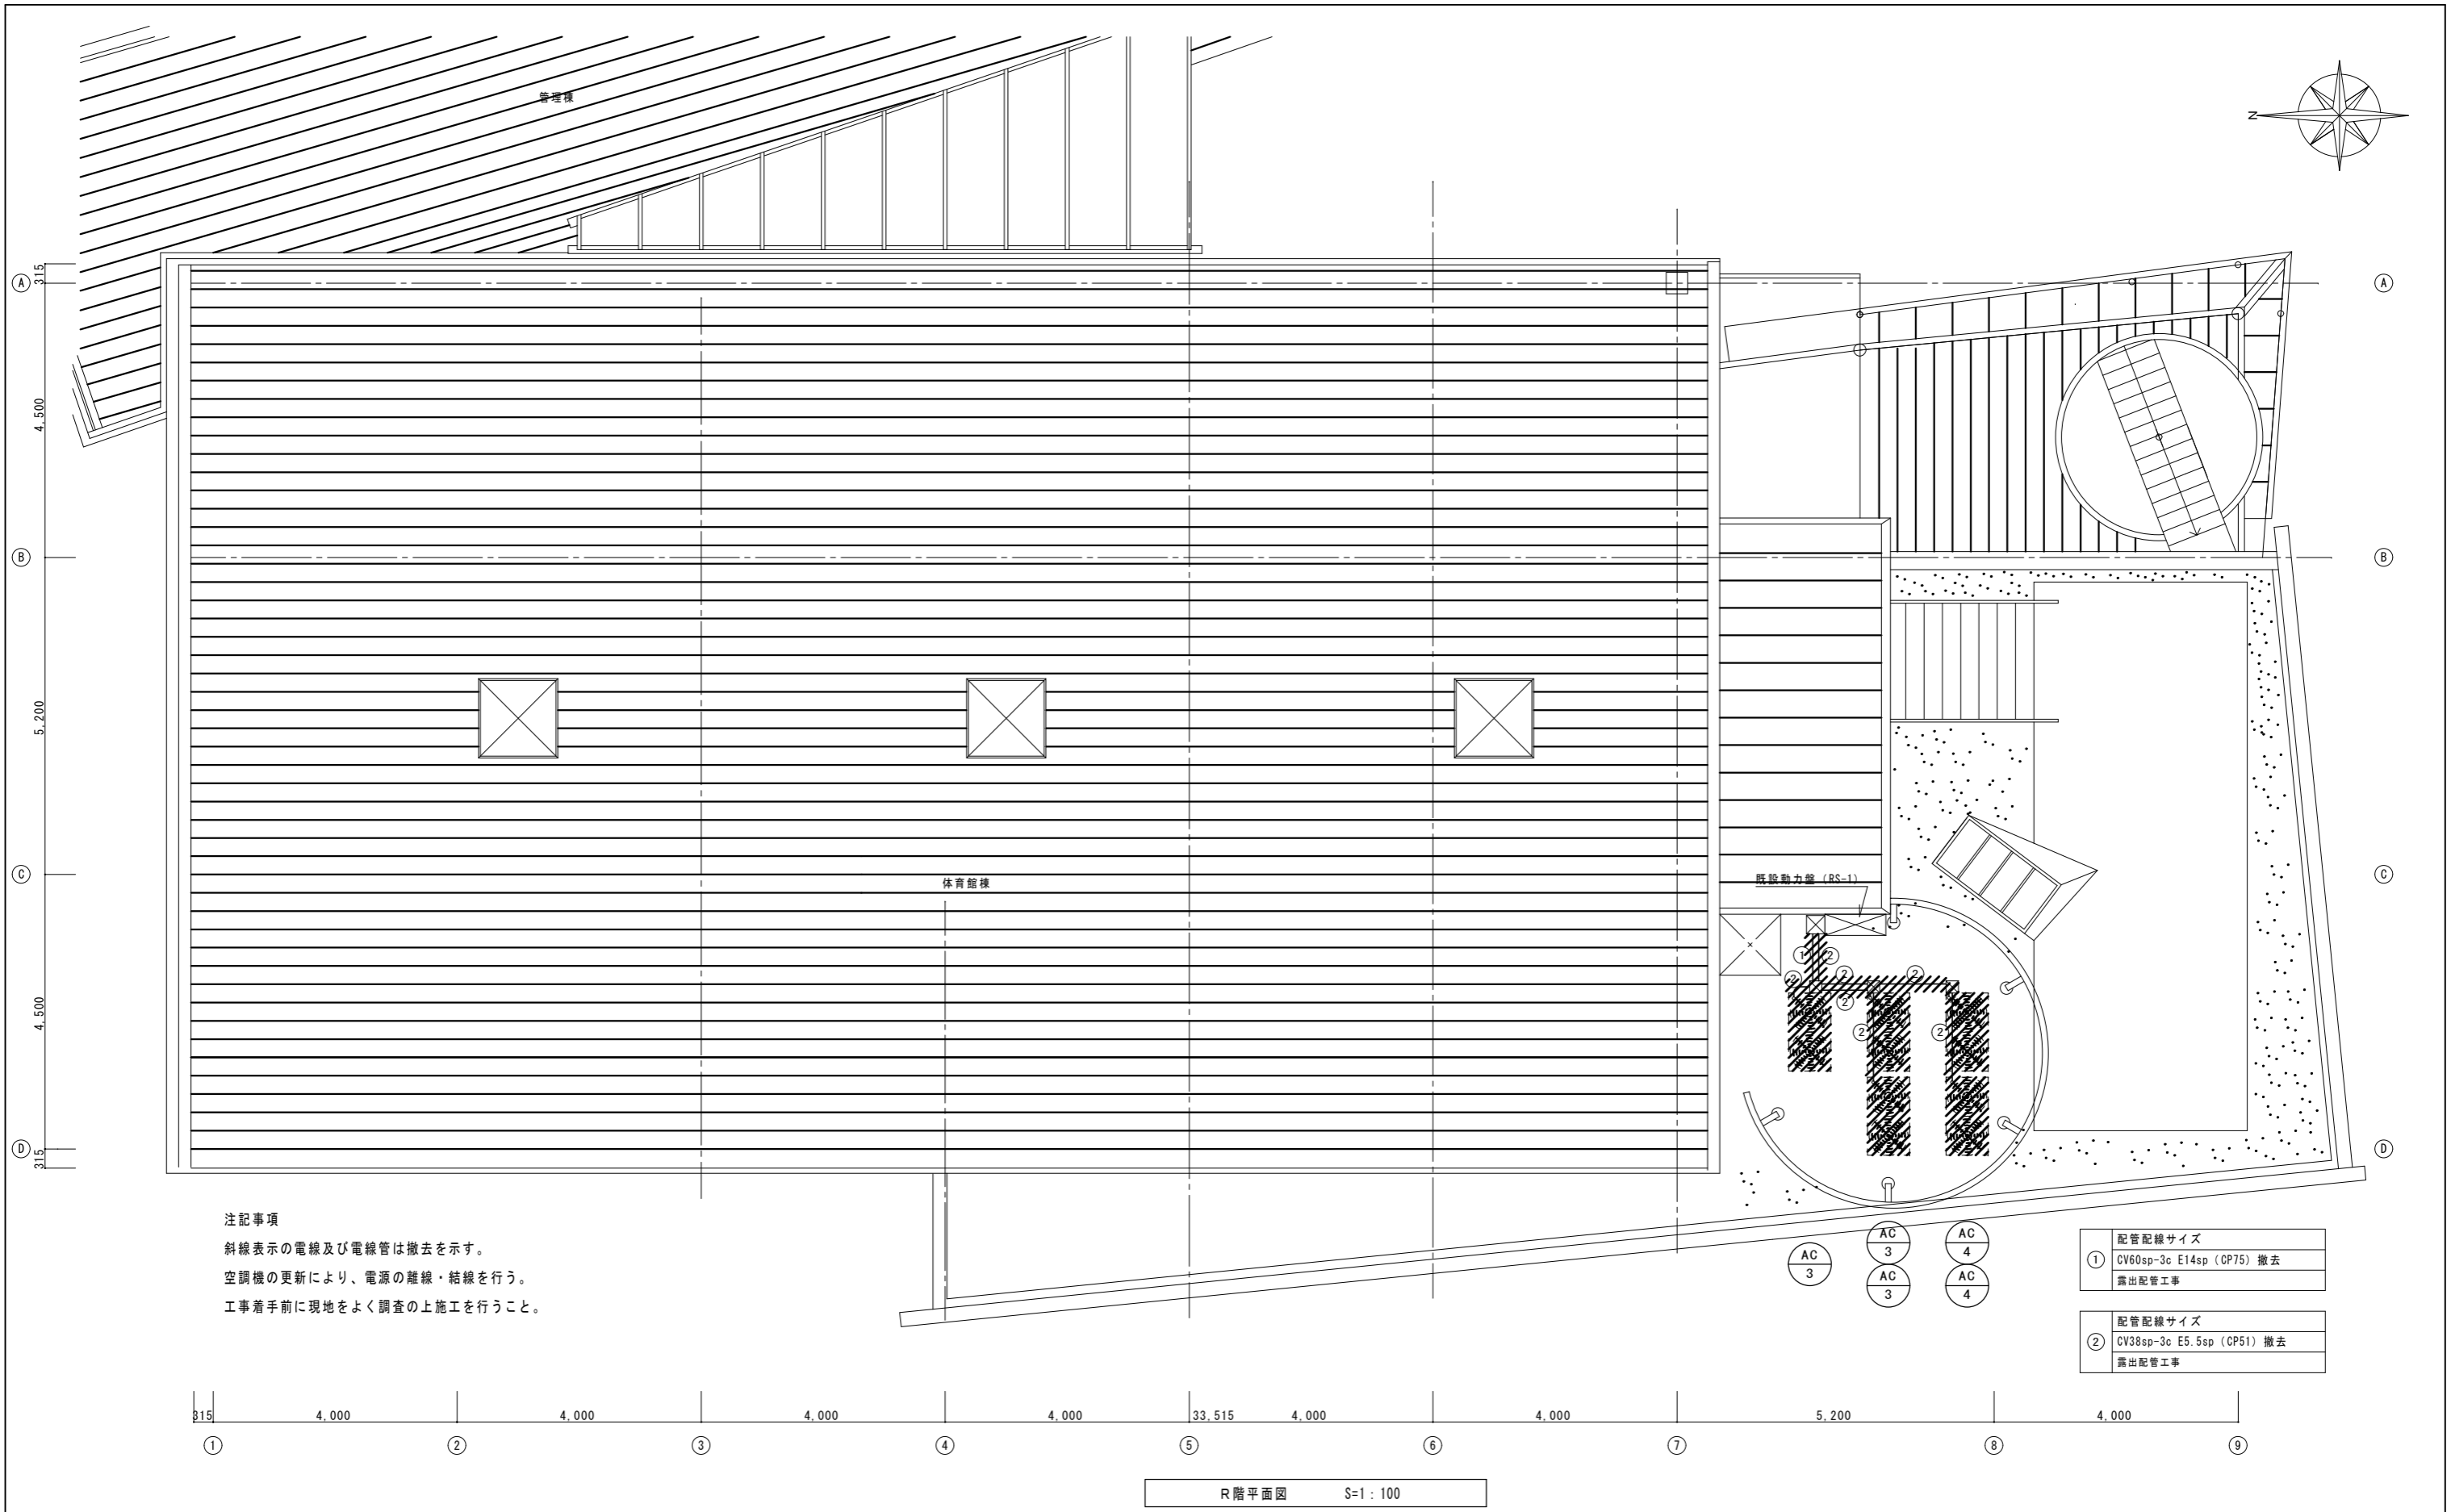 管理棟
N
A
315
A
4,500
B
B
5,200
体育館棟
既設動力盤 (RS-1)
C
C
1
2
2
2
2
2
2
2
4,500
D
315
D
注記事項
斜線表示の電線及び電線管は撤去を示す。
空調機の更新により、電源の離線・結線を行う。
工事着手前に現地をよく調査の上施工を行うこと。
AC
3
AC
3
AC
3
AC
4
AC
4
1
配管配線サイズ
CV60sp-3c E14sp (CP75) 撤去
露出配管工事
2
配管配線サイズ
CV38sp-3c E5.5sp (CP51) 撤去
露出配管工事
315 4,000 4,000 4,000 4,000 33,515 4,000 4,000 5,200 4,000
1 2 3 4 5 6 7 8 9
R階平面図 S=1:100